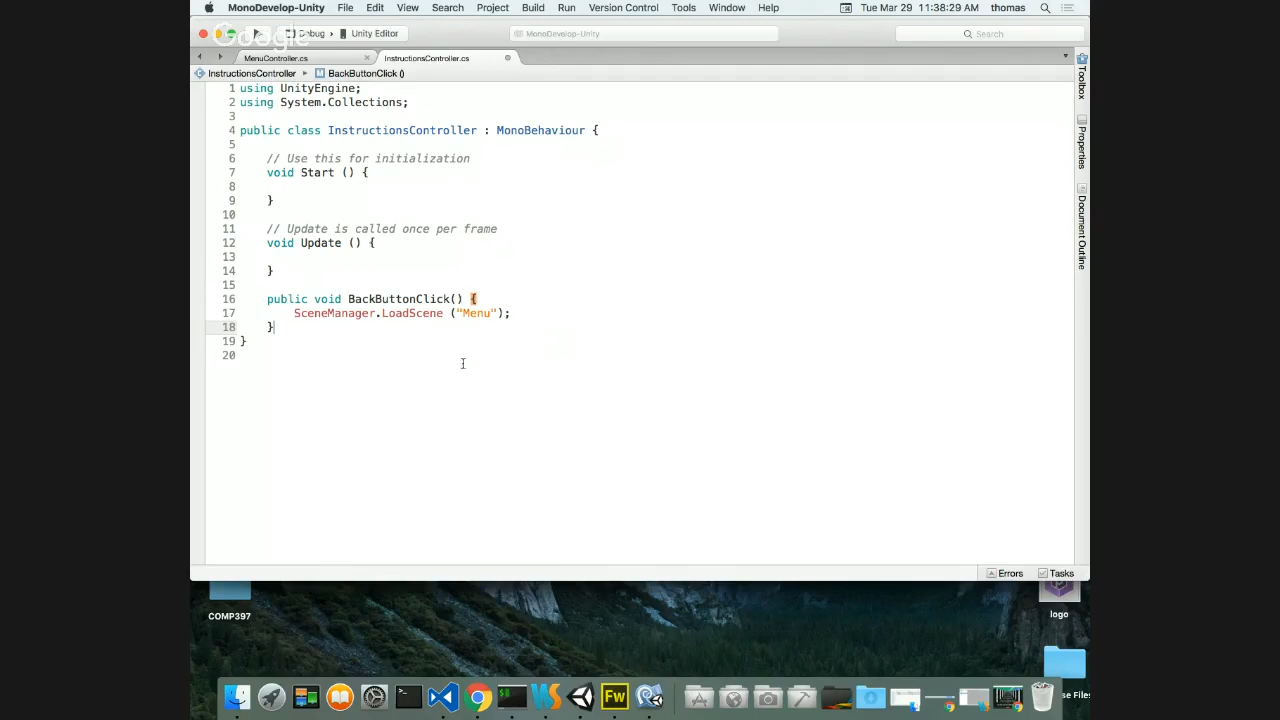 MonoDevelop-Unity File Edit View Search Project Build Run Version Control Tools Window Help Tue Mar 29 11:38:29 AM thomas
Google
Debug Unity Editor MonoDevelop-Unity Search
MenuController.cs InstructionsController.cs
InstructionsController BackButtonClick ()
1 using UnityEngine;
2 using System.Collections;
3
4 public class InstructionsController : MonoBehaviour {
5
6 // Use this for initialization
7 void Start () {
8
9 }
10
11 // Update is called once per frame
12 void Update () {
13
14 }
15
16 public void BackButtonClick() {
17 SceneManager.LoadScene ("Menu");
18 }
19 }
20
Toolbox
Properties
Document Outline
Errors Tasks
COMP397
logo
se Files
Fw